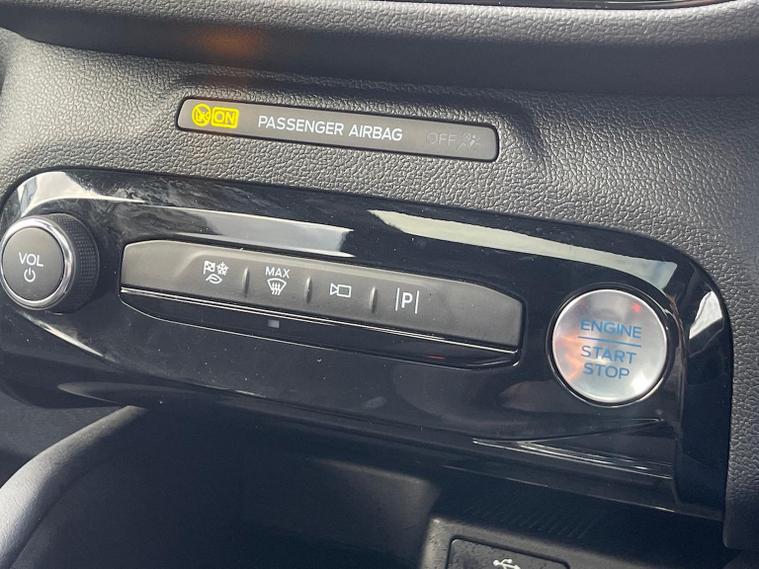 ON PASSENGER AIRBAG OFF
VOL
MAX
P
ENGINE
START
STOP